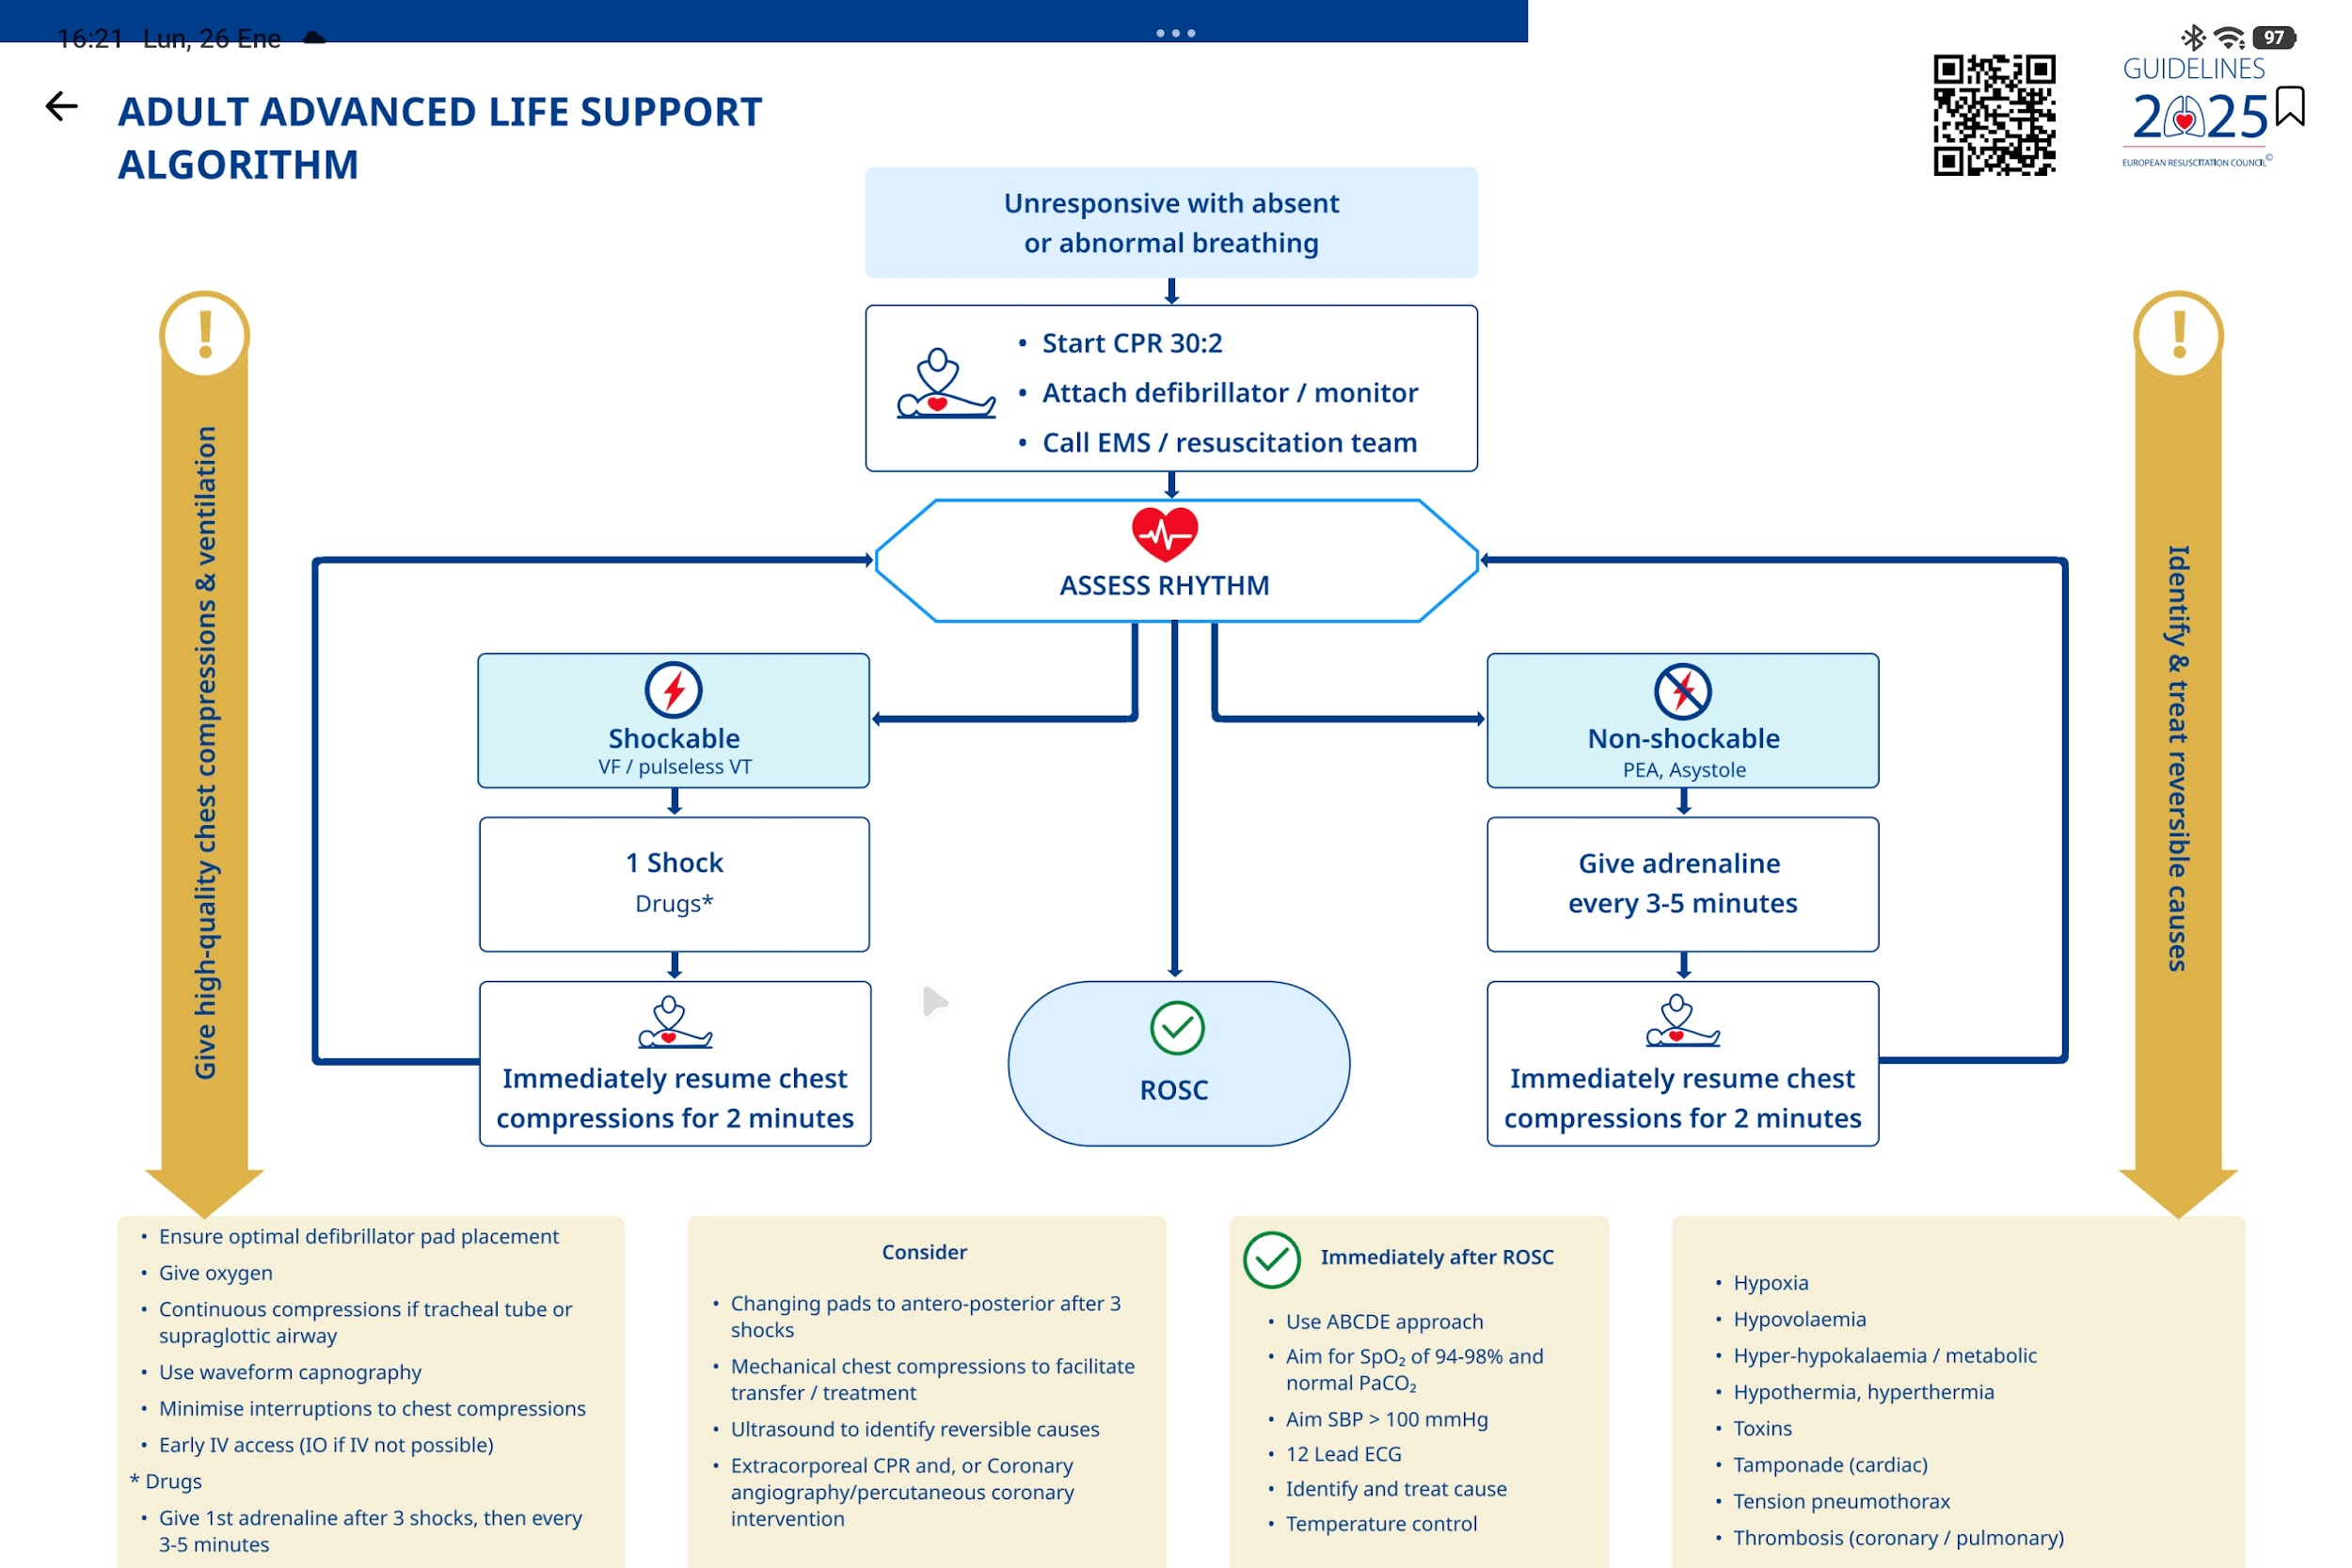 16:21 Lun, 26 Ene
97
GUIDELINES
2025
EUROPEAN RESUSCITATION COUNCIL©
ADULT ADVANCED LIFE SUPPORT
ALGORITHM
Unresponsive with absent
or abnormal breathing
• Start CPR 30:2
• Attach defibrillator / monitor
• Call EMS / resuscitation team
ASSESS RHYTHM
Give high-quality chest compressions & ventilation
Identify & treat reversible causes
Shockable
VF / pulseless VT
1 Shock
Drugs*
Immediately resume chest
compressions for 2 minutes
ROSC
Non-shockable
PEA, Asystole
Give adrenaline
every 3-5 minutes
Immediately resume chest
compressions for 2 minutes
• Ensure optimal defibrillator pad placement
• Give oxygen
• Continuous compressions if tracheal tube or
supraglottic airway
• Use waveform capnography
• Minimise interruptions to chest compressions
• Early IV access (IO if IV not possible)
* Drugs
• Give 1st adrenaline after 3 shocks, then every
3-5 minutes
Consider
• Changing pads to antero-posterior after 3
shocks
• Mechanical chest compressions to facilitate
transfer / treatment
• Ultrasound to identify reversible causes
• Extracorporeal CPR and, or Coronary
angiography/percutaneous coronary
intervention
Immediately after ROSC
• Use ABCDE approach
• Aim for SpO₂ of 94-98% and
normal PaCO₂
• Aim SBP > 100 mmHg
• 12 Lead ECG
• Identify and treat cause
• Temperature control
• Hypoxia
• Hypovolaemia
• Hyper-hypokalaemia / metabolic
• Hypothermia, hyperthermia
• Toxins
• Tamponade (cardiac)
• Tension pneumothorax
• Thrombosis (coronary / pulmonary)